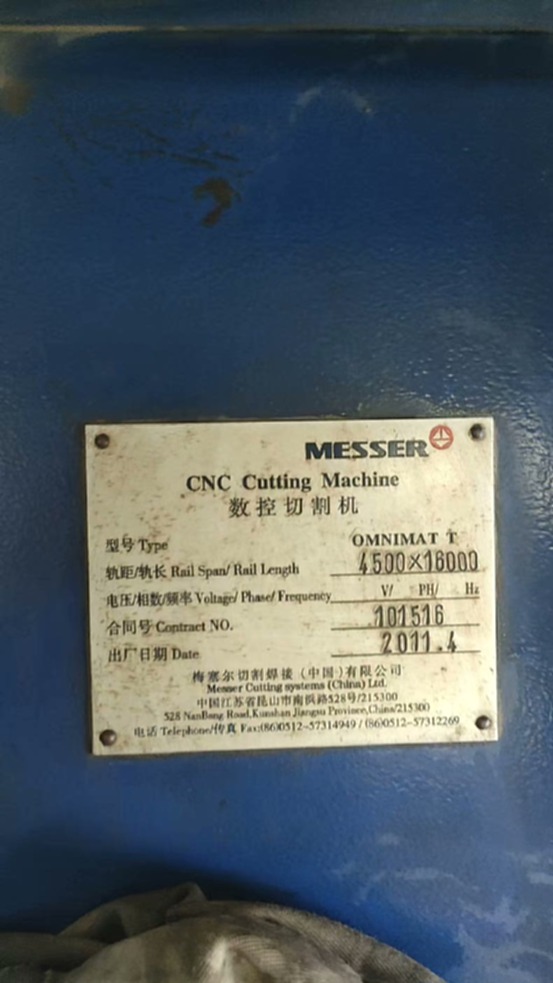 MESSER
CNC Cutting Machine
数控切割机
型号 Type OMNIMAT T
轨距/轨长 Rail Span/ Rail Length 4500×16000
电压/相数/频率 Voltage/ Phase/ Frequency V/ PH/ Hz
合同号 Contract NO. 101516
出厂日期 Date 2011.4
梅塞尔切割焊接(中国)有限公司
Messer Cutting systems (China) Ltd.
中国江苏省昆山市南浜路528号/215300
528 NanBang Road,Kunshan Jiangsu Province,China/215300
电话 Telephone/传真 Fax:(86)0512-57314949 / (86)0512-57312269